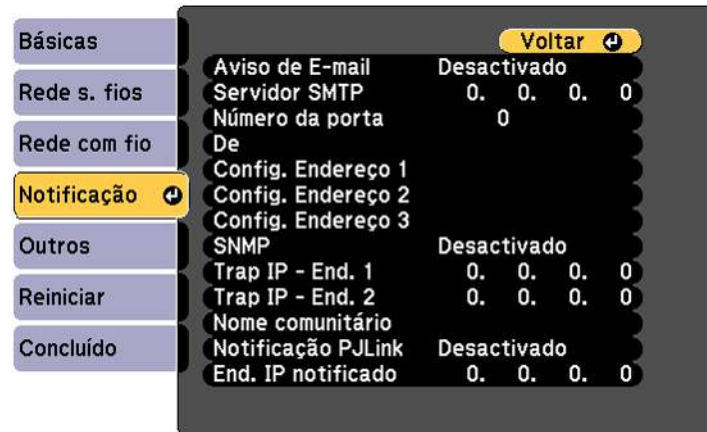 Básicas
Rede s. fios
Rede com fio
Notificação
Outros
Reiniciar
Concluído
Voltar
Aviso de E-mail Desactivado
Servidor SMTP 0. 0. 0. 0
Número da porta 0
De
Config. Endereço 1
Config. Endereço 2
Config. Endereço 3
SNMP Desactivado
Trap IP - End. 1 0. 0. 0. 0
Trap IP - End. 2 0. 0. 0. 0
Nome comunitário
Notificação PJLink Desactivado
End. IP notificado 0. 0. 0. 0